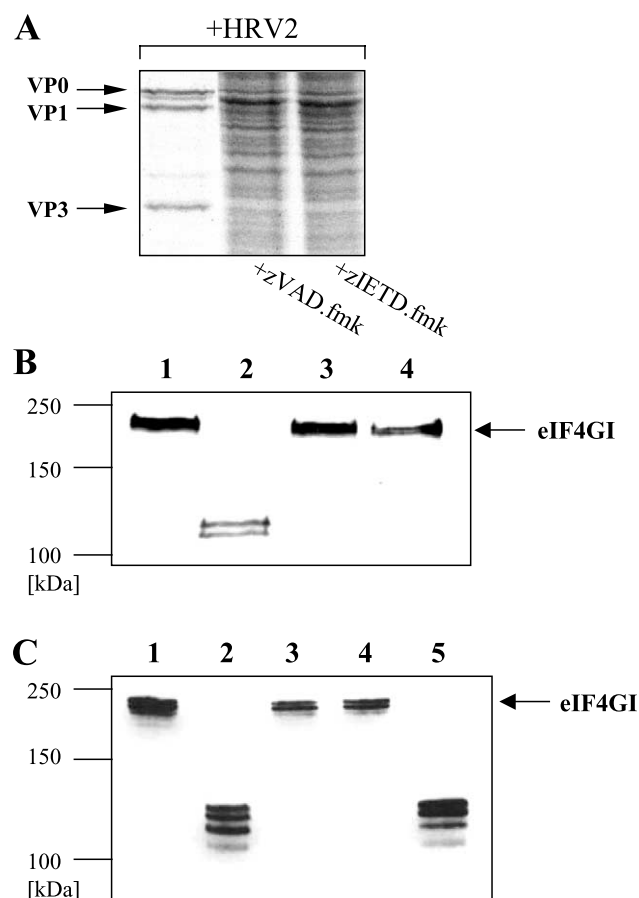 A
+HRV2
VP0
VP1
VP3
+zVAD.fmk
+zIETD.fmk
B
1 2 3 4
250
eIF4GI
150
100
[kDa]
C
1 2 3 4 5
250
eIF4GI
150
100
[kDa]